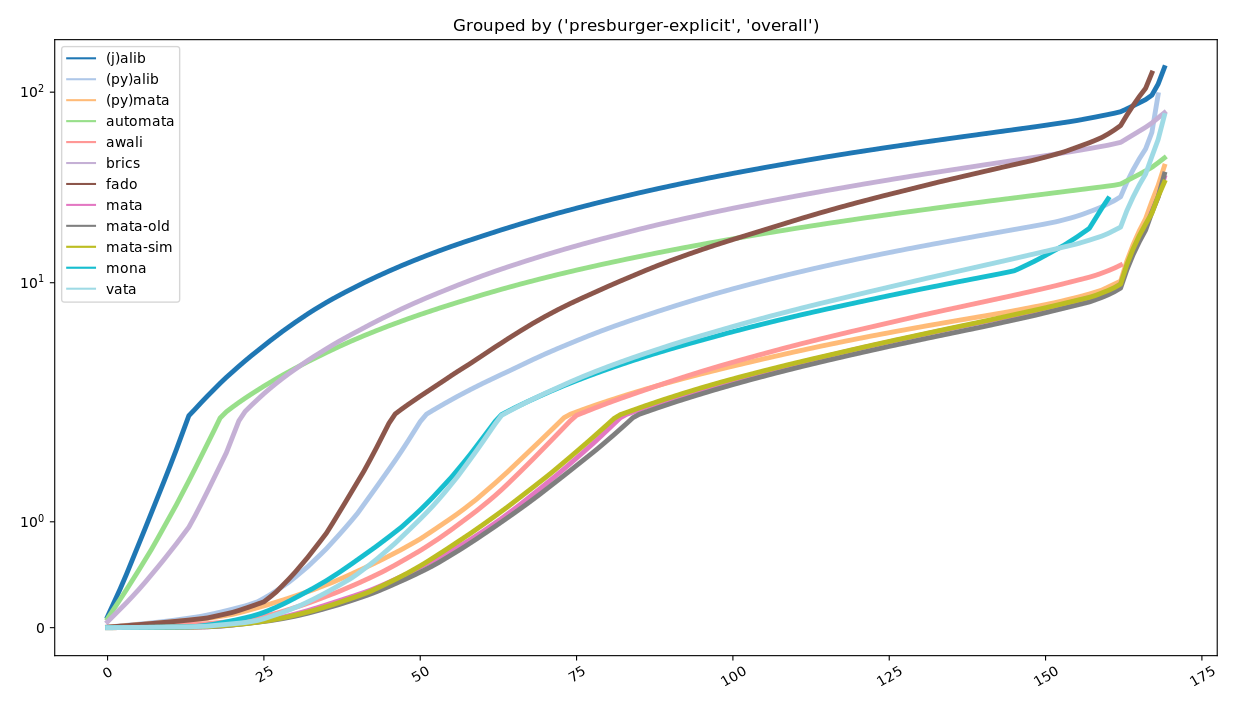 Grouped by ('presburger-explicit', 'overall')
(j)alib
(py)alib
(py)mata
automata
awali
brics
fado
mata
mata-old
mata-sim
mona
vata
10²
10¹
10⁰
0
0
25
50
75
100
125
150
175